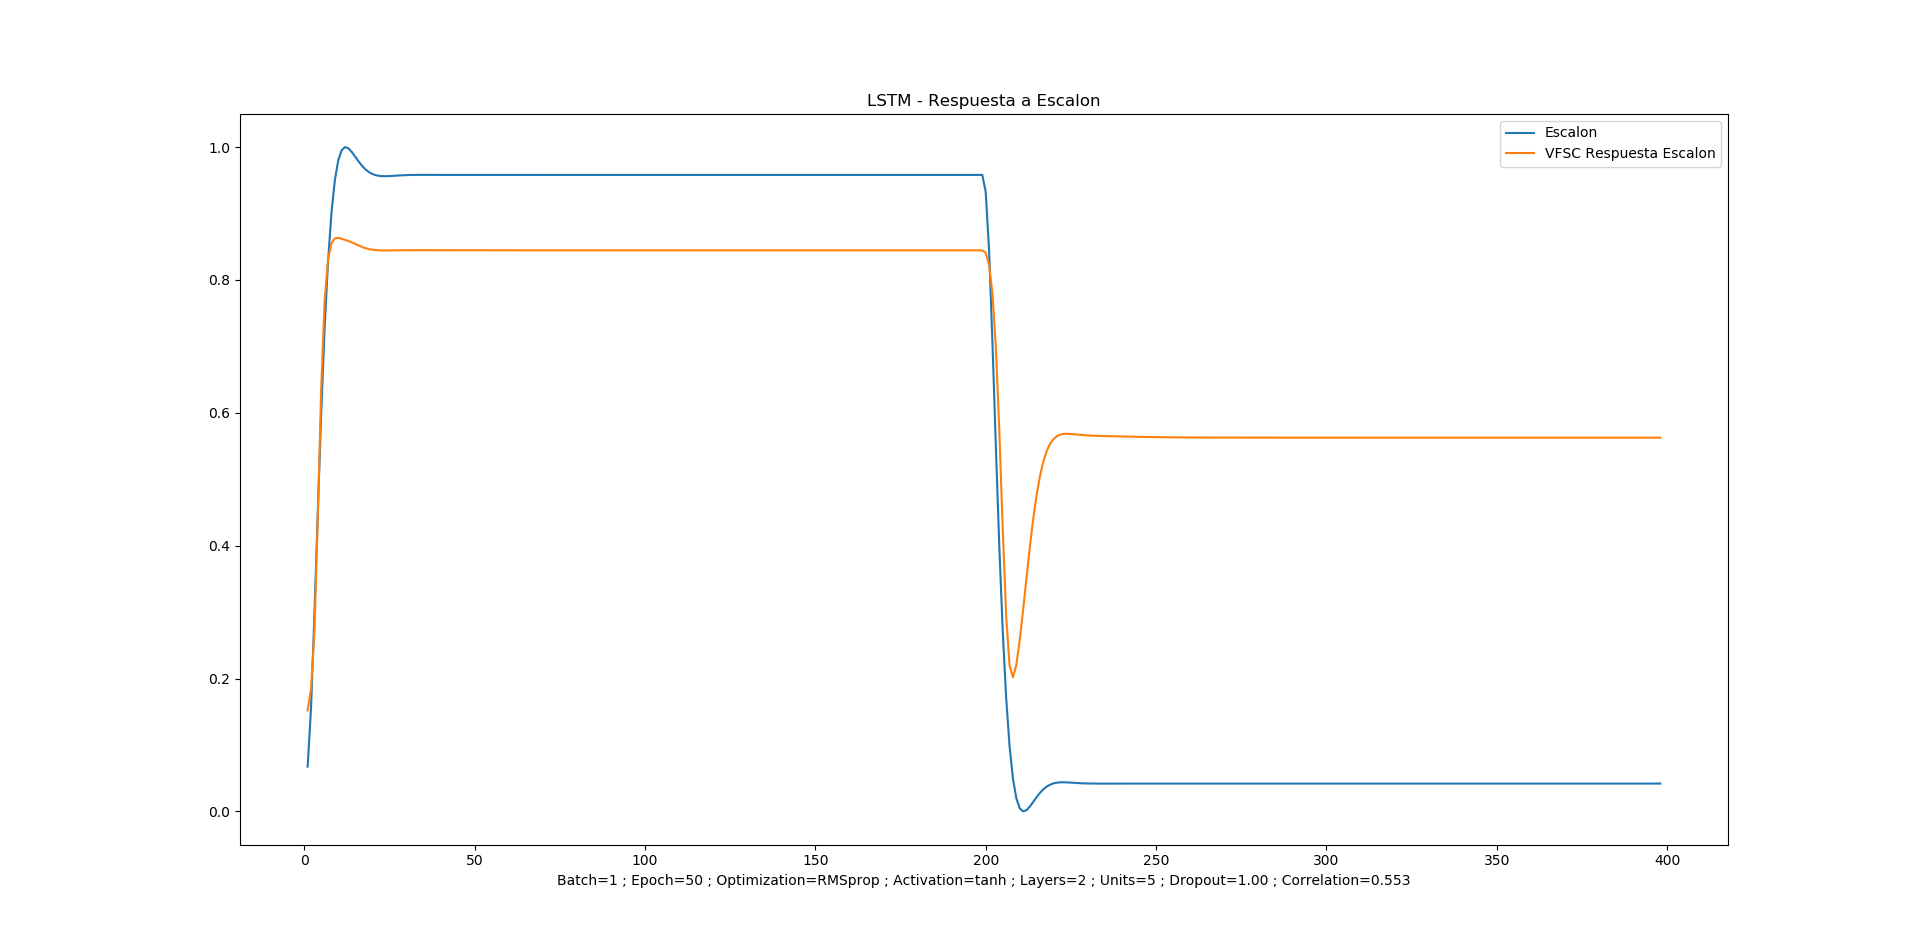 LSTM - Respuesta a Escalon
Escalon
VFSC Respuesta Escalon
1.0
0.8
0.6
0.4
0.2
0.0
0 50 100 150 200 250 300 350 400
Batch=1 ; Epoch=50 ; Optimization=RMSprop ; Activation=tanh ; Layers=2 ; Units=5 ; Dropout=1.00 ; Correlation=0.553